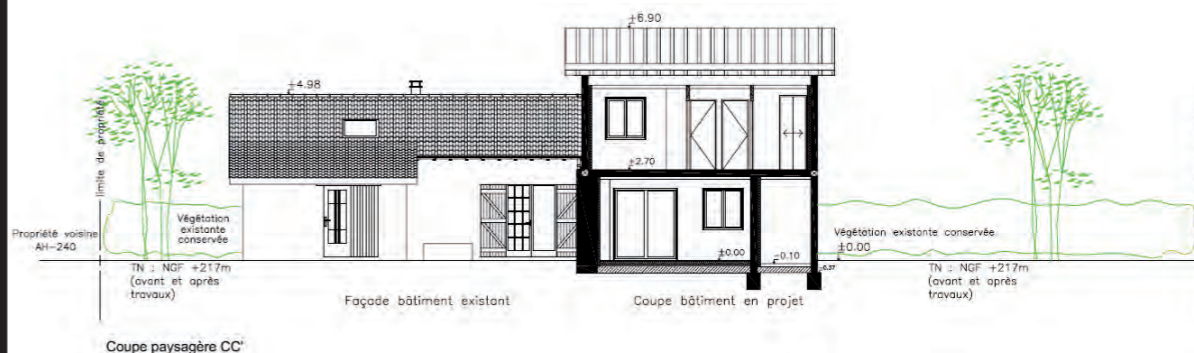 ±6.90
±4.98
limite de propriété
±2.70
Végétation
existante
conservée
Propriété voisine
AH-240
Végétation existante conservée
±0.00
±0.00
-0.10
-0.37
TN : NGF +217m
(avant et après
travaux)
TN : NGF +217m
(avant et après
travaux)
Façade bâtiment existant
Coupe bâtiment en projet
Coupe paysagère CC'